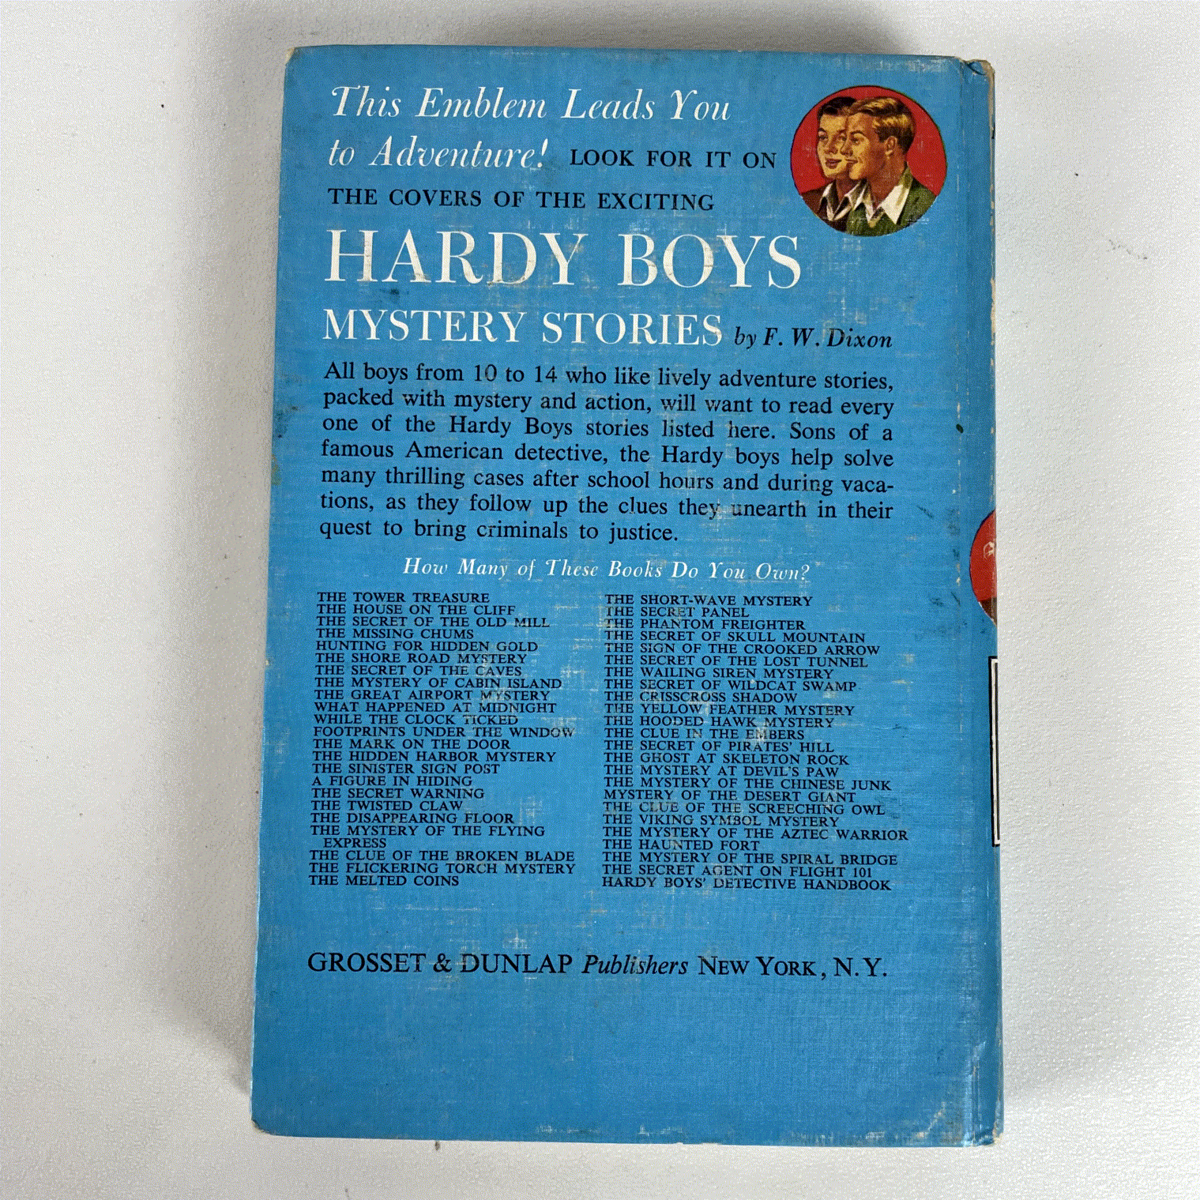 This Emblem Leads You
to Adventure! LOOK FOR IT ON
THE COVERS OF THE EXCITING
HARDY BOYS
MYSTERY STORIES by F. W. Dixon
All boys from 10 to 14 who like lively adventure stories,
packed with mystery and action, will want to read every
one of the Hardy Boys stories listed here. Sons of a
famous American detective, the Hardy boys help solve
many thrilling cases after school hours and during vaca-
tions, as they follow up the clues they unearth in their
quest to bring criminals to justice.
How Many of These Books Do You Own?
THE TOWER TREASURE
THE HOUSE ON THE CLIFF
THE SECRET OF THE OLD MILL
THE MISSING CHUMS
HUNTING FOR HIDDEN GOLD
THE SHORE ROAD MYSTERY
THE SECRET OF THE CAVES
THE MYSTERY OF CABIN ISLAND
THE GREAT AIRPORT MYSTERY
WHAT HAPPENED AT MIDNIGHT
WHILE THE CLOCK TICKED
FOOTPRINTS UNDER THE WINDOW
THE MARK ON THE DOOR
THE HIDDEN HARBOR MYSTERY
THE SINISTER SIGN POST
A FIGURE IN HIDING
THE SECRET WARNING
THE TWISTED CLAW
THE DISAPPEARING FLOOR
THE MYSTERY OF THE FLYING
EXPRESS
THE CLUE OF THE BROKEN BLADE
THE FLICKERING TORCH MYSTERY
THE MELTED COINS
THE SHORT-WAVE MYSTERY
THE SECRET PANEL
THE PHANTOM FREIGHTER
THE SECRET OF SKULL MOUNTAIN
THE SIGN OF THE CROOKED ARROW
THE SECRET OF THE LOST TUNNEL
THE WAILING SIREN MYSTERY
THE SECRET OF WILDCAT SWAMP
THE CRISSCROSS SHADOW
THE YELLOW FEATHER MYSTERY
THE HOODED HAWK MYSTERY
THE CLUE IN THE EMBERS
THE SECRET OF PIRATES' HILL
THE GHOST AT SKELETON ROCK
THE MYSTERY AT DEVIL'S PAW
THE MYSTERY OF THE CHINESE JUNK
MYSTERY OF THE DESERT GIANT
THE CLUE OF THE SCREECHING OWL
THE VIKING SYMBOL MYSTERY
THE MYSTERY OF THE AZTEC WARRIOR
THE HAUNTED FORT
THE MYSTERY OF THE SPIRAL BRIDGE
THE SECRET AGENT ON FLIGHT 101
HARDY BOYS' DETECTIVE HANDBOOK
GROSSET & DUNLAP Publishers NEW YORK, N.Y.